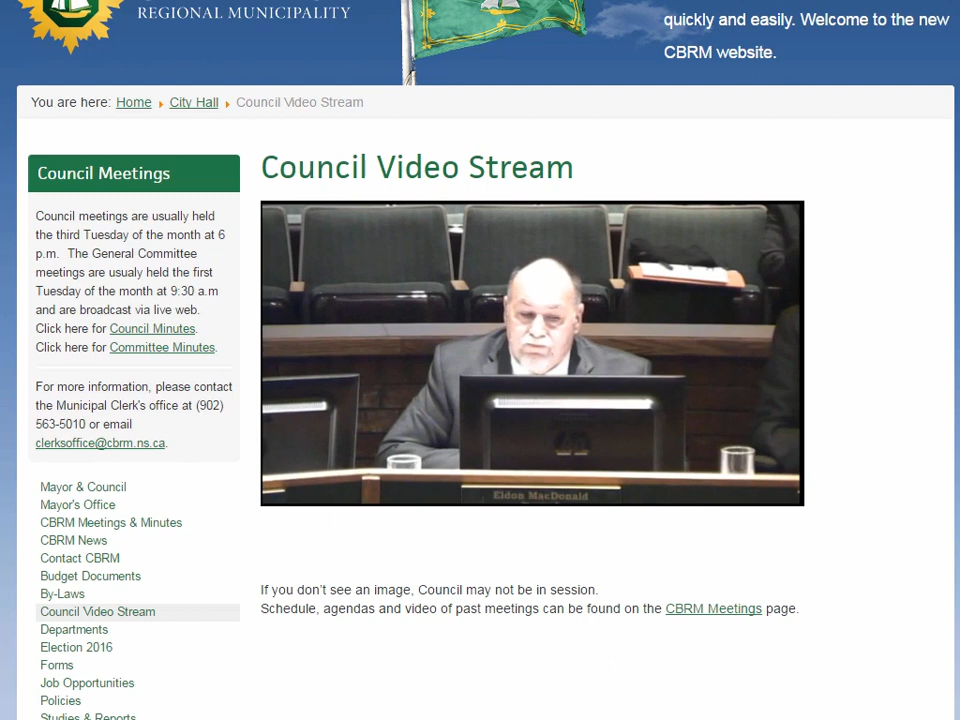 REGIONAL MUNICIPALITY
quickly and easily. Welcome to the new
CBRM website.
You are here: Home City Hall Council Video Stream
Council Meetings
Council meetings are usually held
the third Tuesday of the month at 6
p.m. The General Committee
meetings are usualy held the first
Tuesday of the month at 9:30 a.m
and are broadcast via live web.
Click here for Council Minutes.
Click here for Committee Minutes.
For more information, please contact
the Municipal Clerk's office at (902)
563-5010 or email
clerksoffice@cbrm.ns.ca.
Mayor & Council
Mayor's Office
CBRM Meetings & Minutes
CBRM News
Contact CBRM
Budget Documents
By-Laws
Council Video Stream
Departments
Election 2016
Forms
Job Opportunities
Policies
Studies & Reports
Council Video Stream
Eldon MacDonald
If you don't see an image, Council may not be in session.
Schedule, agendas and video of past meetings can be found on the CBRM Meetings page.